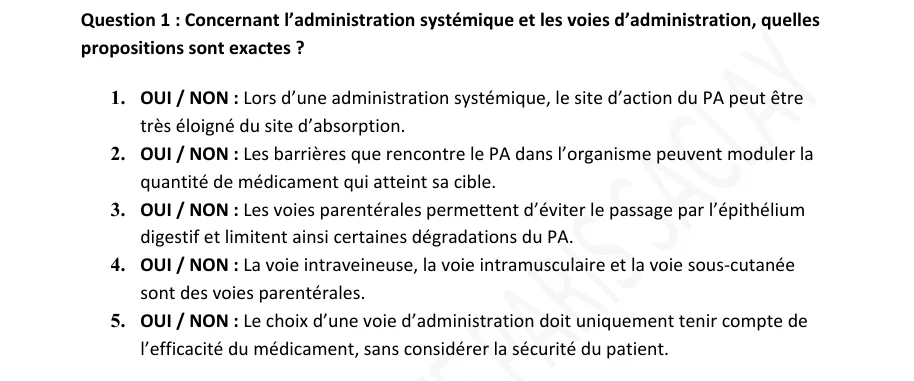 Question 1 : Concernant l’administration systémique et les voies d’administration, quelles
propositions sont exactes ?
1. OUI / NON : Lors d’une administration systémique, le site d’action du PA peut être
très éloigné du site d’absorption.
2. OUI / NON : Les barrières que rencontre le PA dans l’organisme peuvent moduler la
quantité de médicament qui atteint sa cible.
3. OUI / NON : Les voies parentérales permettent d’éviter le passage par l’épithélium
digestif et limitent ainsi certaines dégradations du PA.
4. OUI / NON : La voie intraveineuse, la voie intramusculaire et la voie sous-cutanée
sont des voies parentérales.
5. OUI / NON : Le choix d’une voie d’administration doit uniquement tenir compte de
l’efficacité du médicament, sans considérer la sécurité du patient.
PARIS SACLAY